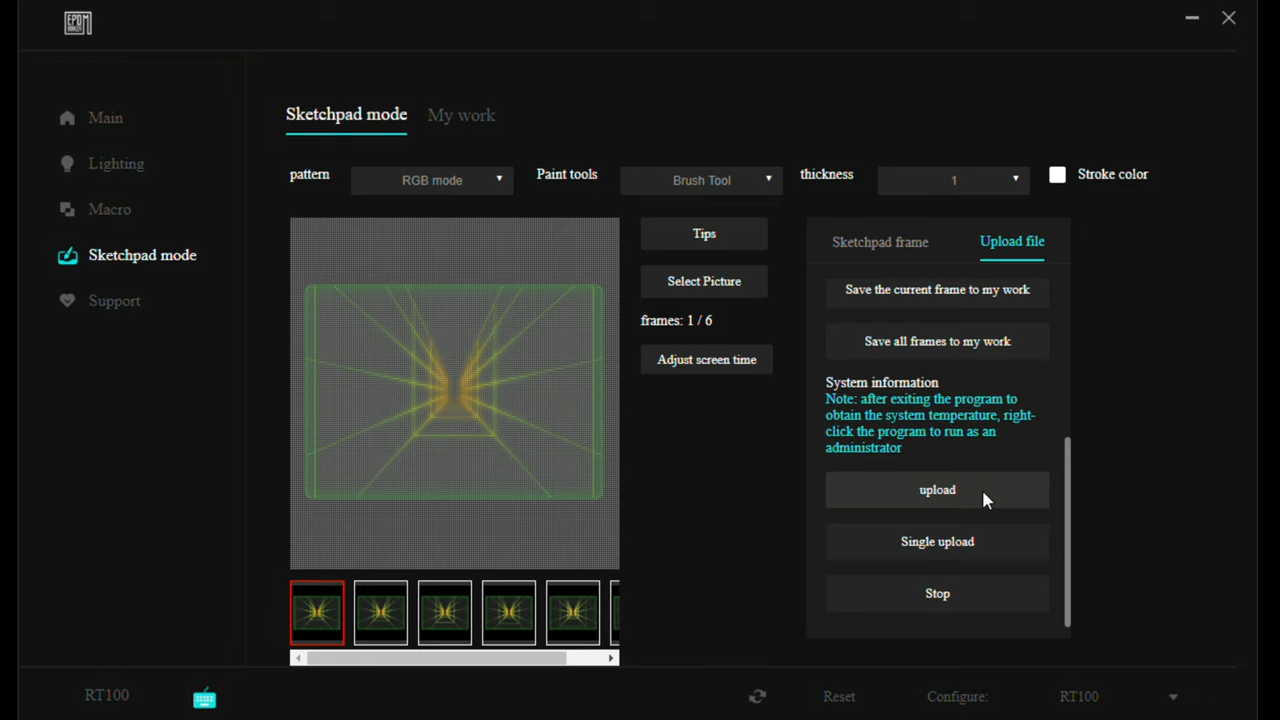 EPOMAKER
Main
Lighting
Macro
Sketchpad mode
Support
Sketchpad mode
My work
pattern
RGB mode
Paint tools
Brush Tool
thickness
1
Stroke color
Tips
Select Picture
frames: 1 / 6
Adjust screen time
Sketchpad frame
Upload file
Save the current frame to my work
Save all frames to my work
System information
Note: after exiting the program to
obtain the system temperature, right-
click the program to run as an
administrator
upload
Single upload
Stop
RT100
Reset
Configure:
RT100